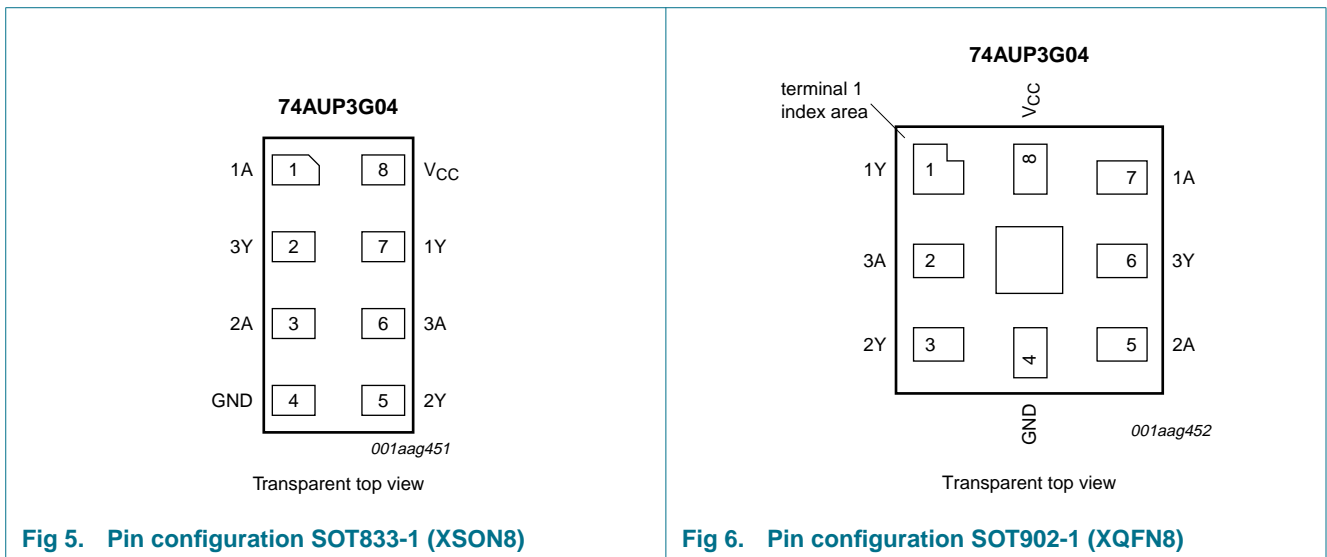 74AUP3G04
1A 1 8 VCC
3Y 2 7 1Y
2A 3 6 3A
GND 4 5 2Y
001aag451
Transparent top view
Fig 5. Pin configuration SOT833-1 (XSON8)
74AUP3G04
terminal 1
index area
VCC
1Y 1 8 7 1A
3A 2 6 3Y
2Y 3 4 5 2A
GND
001aag452
Transparent top view
Fig 6. Pin configuration SOT902-1 (XQFN8)